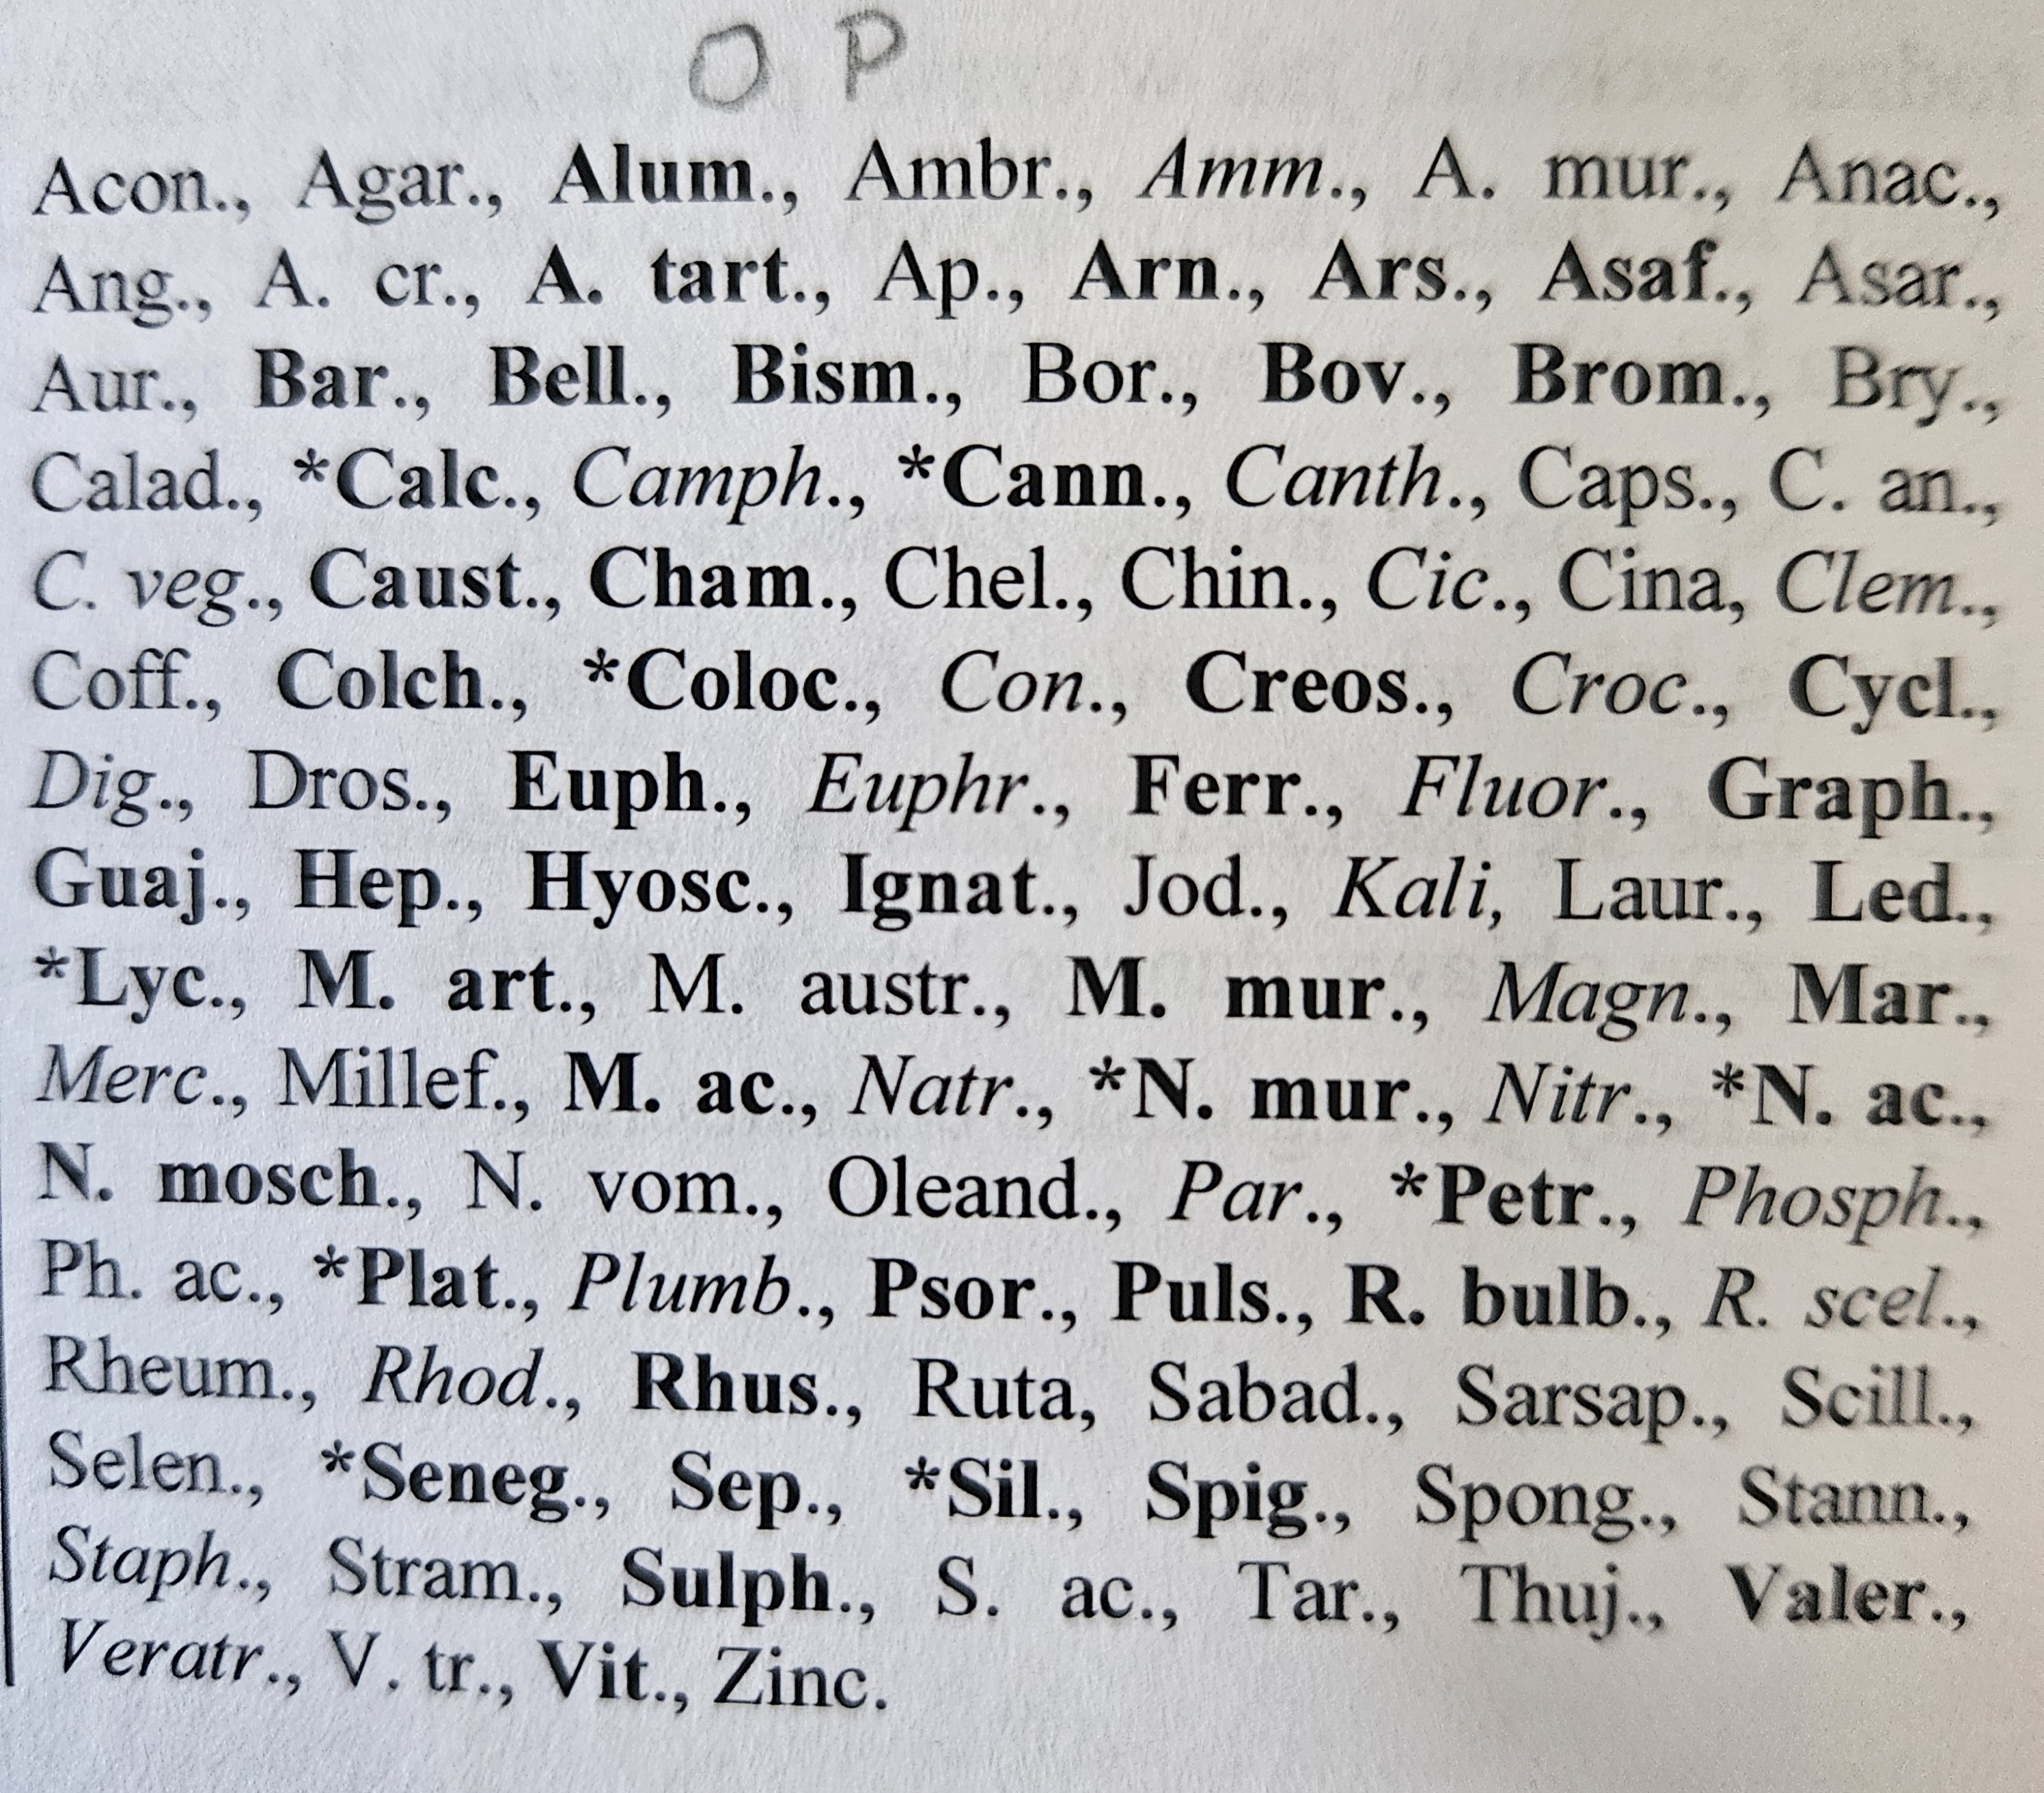 O P
Acon., Agar., Alum., Ambr., Amm., A. mur., Anac.,
Ang., A. cr., A. tart., Ap., Arn., Ars., Asaf., Asar.,
Aur., Bar., Bell., Bism., Bor., Bov., Brom., Bry.,
Calad., *Calc., Camph., *Cann., Canth., Caps., C. an.,
C. veg., Caust., Cham., Chel., Chin., Cic., Cina, Clem.,
Coff., Colch., *Coloc., Con., Creos., Croc., Cycl.,
Dig., Dros., Euph., Euphr., Ferr., Fluor., Graph.,
Guaj., Hep., Hyosc., Ignat., Jod., Kali, Laur., Led.,
*Lyc., M. art., M. austr., M. mur., Magn., Mar.,
Merc., Millef., M. ac., Natr., *N. mur., Nitr., *N. ac.,
N. mosch., N. vom., Oleand., Par., *Petr., Phosph.,
Ph. ac., *Plat., Plumb., Psor., Puls., R. bulb., R. scel.,
Rheum., Rhod., Rhus., Ruta, Sabad., Sarsap., Scill.,
Selen., *Seneg., Sep., *Sil., Spig., Spong., Stann.,
Staph., Stram., Sulph., S. ac., Tar., Thuj., Valer.,
Veratr., V. tr., Vit., Zinc.